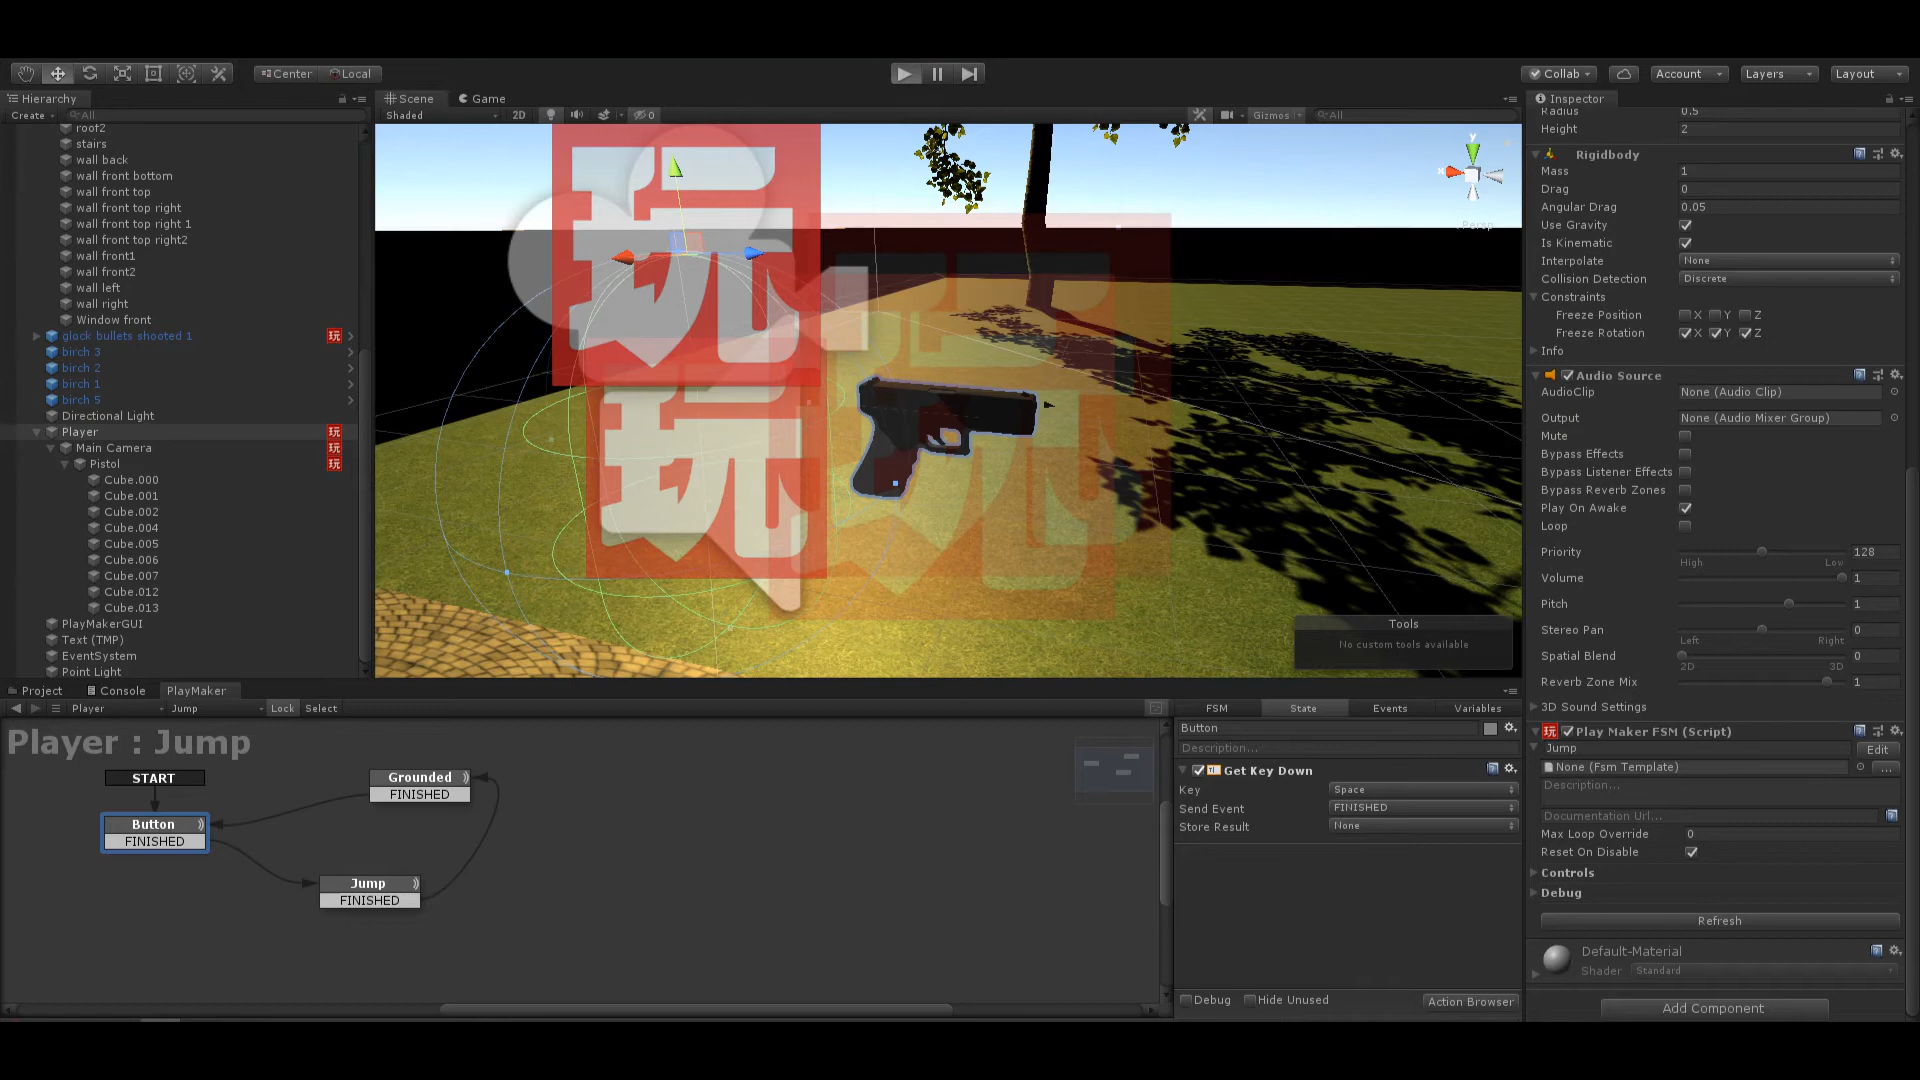 Center
Local
Collab
Account
Layers
Layout
Hierarchy
Create
All
roof2
stairs
wall back
wall front bottom
wall front top
wall front top right
wall front top right 1
wall front top right2
wall front1
wall front2
wall left
wall right
Window front
glock bullets shooted 1
玩
birch 3
birch 2
birch 1
birch 5
Directional Light
Player
玩
Main Camera
玩
Pistol
玩
Cube.000
Cube.001
Cube.002
Cube.004
Cube.005
Cube.006
Cube.007
Cube.012
Cube.013
PlayMakerGUI
Text (TMP)
EventSystem
Point Light
Scene
Game
Shaded
2D
0
Gizmos
All
玩
玩
玩
玩
y
x
Persp
Tools
No custom tools available
Inspector
Radius 0.5
Height 2
Rigidbody
Mass 1
Drag 0
Angular Drag 0.05
Use Gravity
Is Kinematic
Interpolate None
Collision Detection Discrete
Constraints
Freeze Position X Y Z
Freeze Rotation X Y Z
Info
Audio Source
AudioClip None (Audio Clip)
Output None (Audio Mixer Group)
Mute
Bypass Effects
Bypass Listener Effects
Bypass Reverb Zones
Play On Awake
Loop
Priority 128
High Low
Volume 1
Pitch 1
Stereo Pan 0
Left Right
Spatial Blend 0
2D 3D
Reverb Zone Mix 1
3D Sound Settings
玩 Play Maker FSM (Script)
Jump Edit
None (Fsm Template) ...
Description...
Documentation Url...
Max Loop Override 0
Reset On Disable
Controls
Debug
Refresh
Default-Material
Shader Standard
Add Component
Project
Console
PlayMaker
Player
Jump
Lock
Select
Player : Jump
START
Button
FINISHED
Grounded
FINISHED
Jump
FINISHED
FSM State Events Variables
Button
Description...
Get Key Down
Key Space
Send Event FINISHED
Store Result None
Debug
Hide Unused
Action Browser